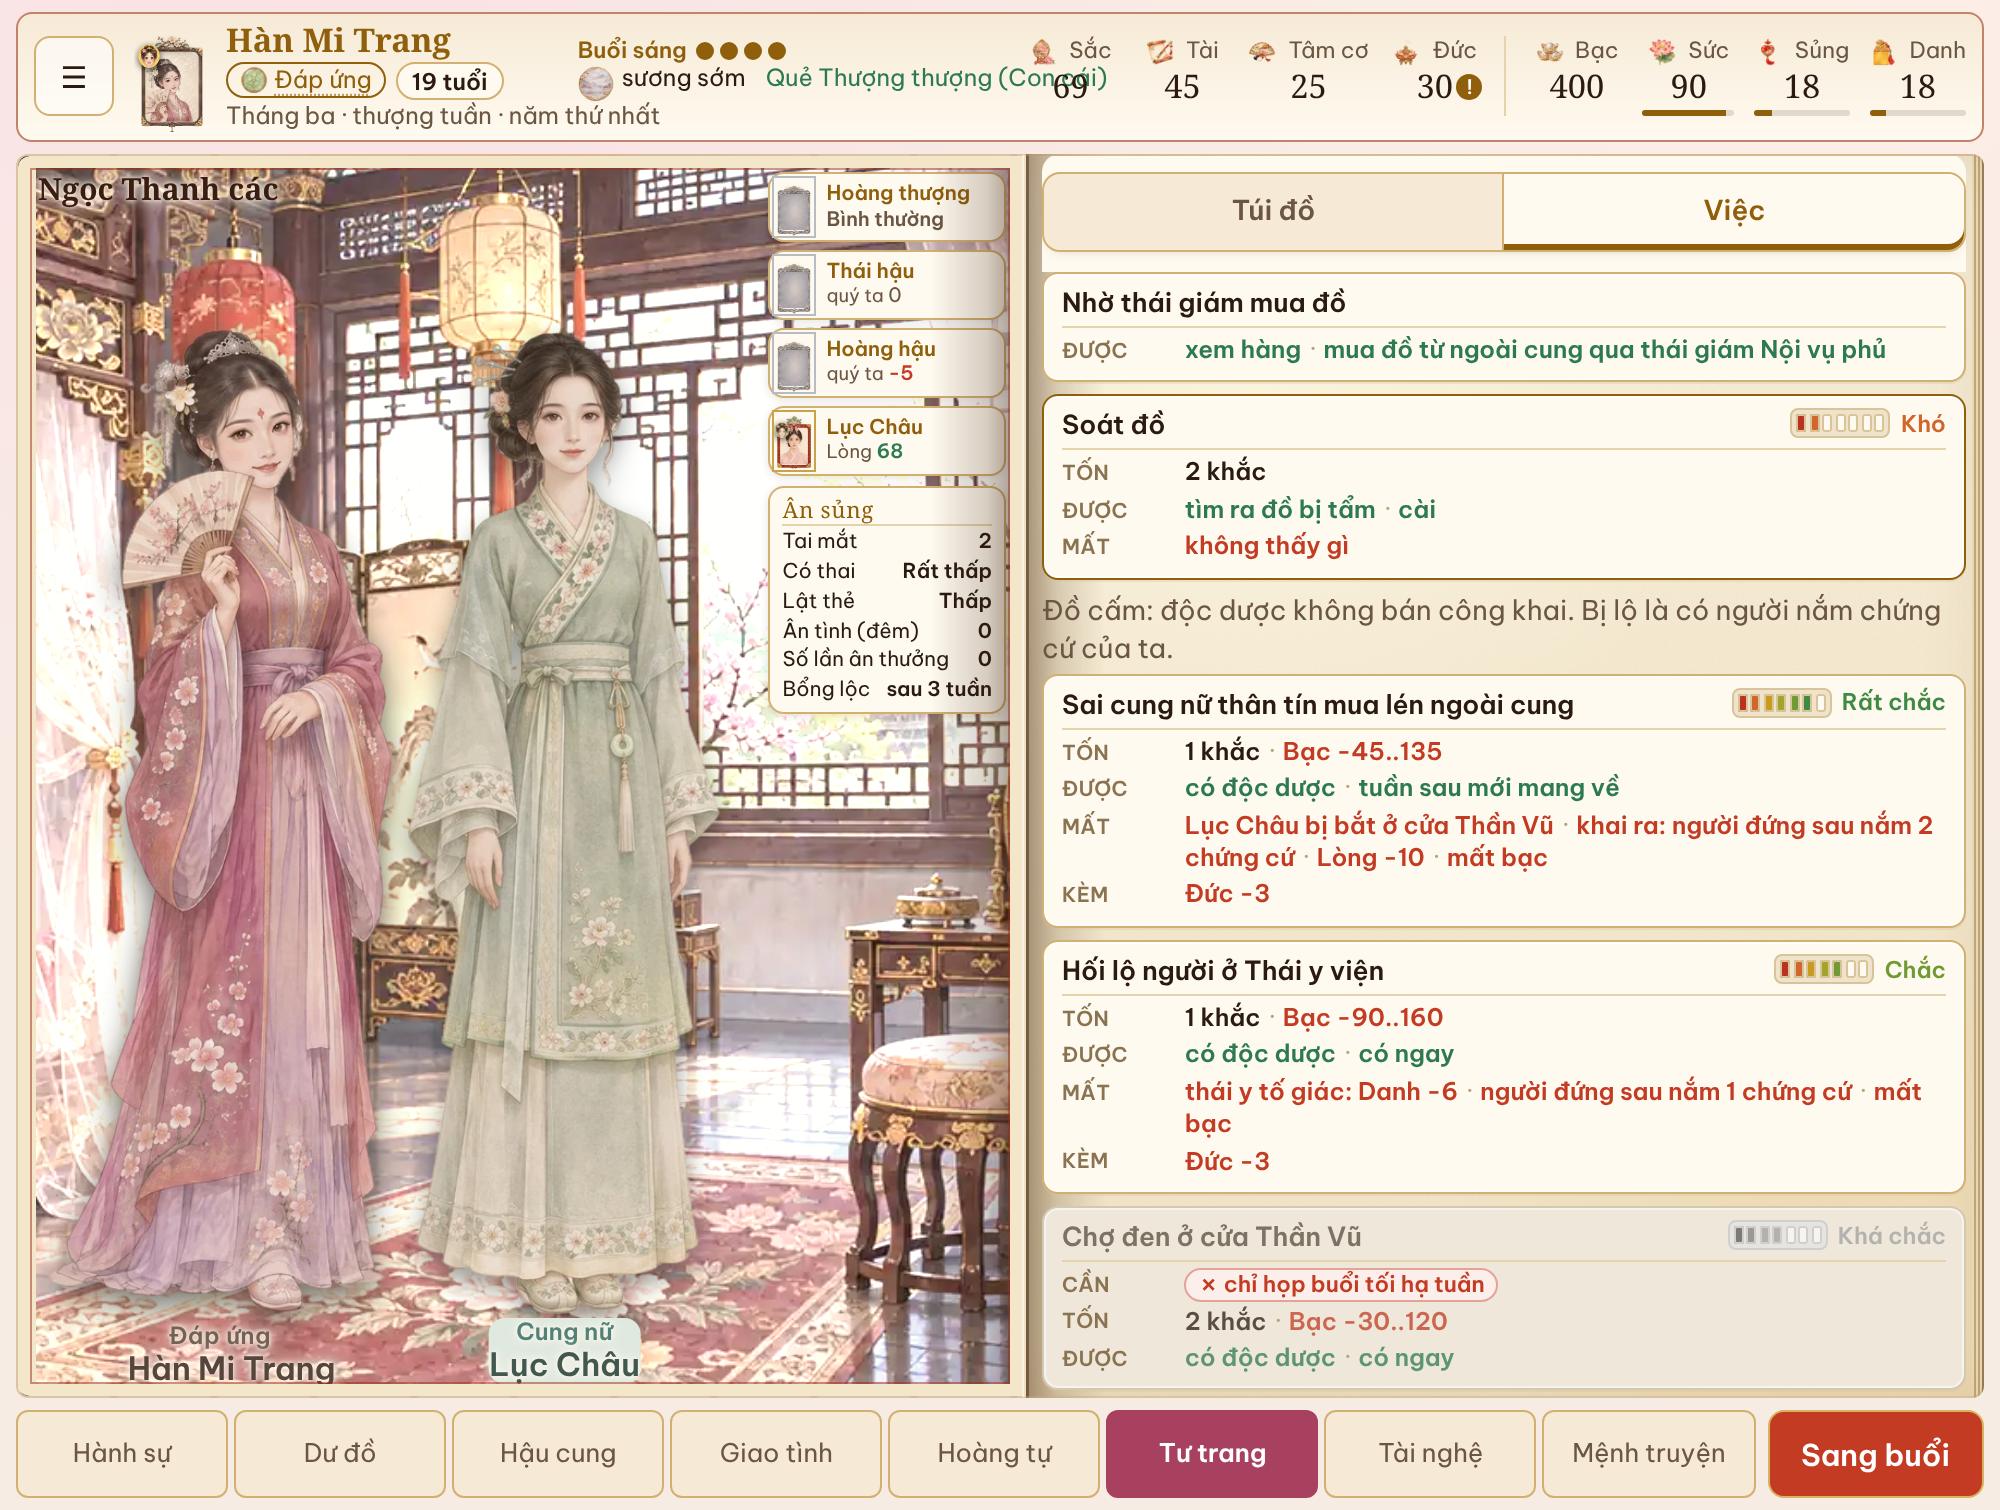 ☰
Hàn Mi Trang
Đáp ứng
19 tuổi
Tháng ba · thượng tuần · năm thứ nhất
Buổi sáng
sương sớm
Quẻ Thượng thượng (Con cái)
Sắc
69
Tài
45
Tâm cơ
25
Đức
30 !
Bạc
400
Sức
90
Sủng
18
Danh
18
Ngọc Thanh các
Hoàng thượng
Bình thường
Thái hậu
quý ta 0
Hoàng hậu
quý ta -5
Lục Châu
Lòng 68
Ân sủng
Tai mắt 2
Có thai Rất thấp
Lật thẻ Thấp
Ân tình (đêm) 0
Số lần ân thưởng 0
Bổng lộc sau 3 tuần
Đáp ứng
Hàn Mi Trang
Cung nữ
Lục Châu
Túi đồ
Việc
Nhờ thái giám mua đồ
ĐƯỢC xem hàng · mua đồ từ ngoài cung qua thái giám Nội vụ phủ
Soát đồ Khó
TỐN 2 khắc
ĐƯỢC tìm ra đồ bị tẩm · cài
MẤT không thấy gì
Đồ cấm: độc dược không bán công khai. Bị lộ là có người nắm chứng
cứ của ta.
Sai cung nữ thân tín mua lén ngoài cung Rất chắc
TỐN 1 khắc · Bạc -45..135
ĐƯỢC có độc dược · tuần sau mới mang về
MẤT Lục Châu bị bắt ở cửa Thần Vũ · khai ra: người đứng sau nắm 2
chứng cứ · Lòng -10 · mất bạc
KÈM Đức -3
Hối lộ người ở Thái y viện Chắc
TỐN 1 khắc · Bạc -90..160
ĐƯỢC có độc dược · có ngay
MẤT thái y tố giác: Danh -6 · người đứng sau nắm 1 chứng cứ · mất
bạc
KÈM Đức -3
Chợ đen ở cửa Thần Vũ Khá chắc
CẦN × chỉ họp buổi tối hạ tuần
TỐN 2 khắc · Bạc -30..120
ĐƯỢC có độc dược · có ngay
Hành sự
Dư đồ
Hậu cung
Giao tình
Hoàng tự
Tư trang
Tài nghệ
Mệnh truyện
Sang buổi